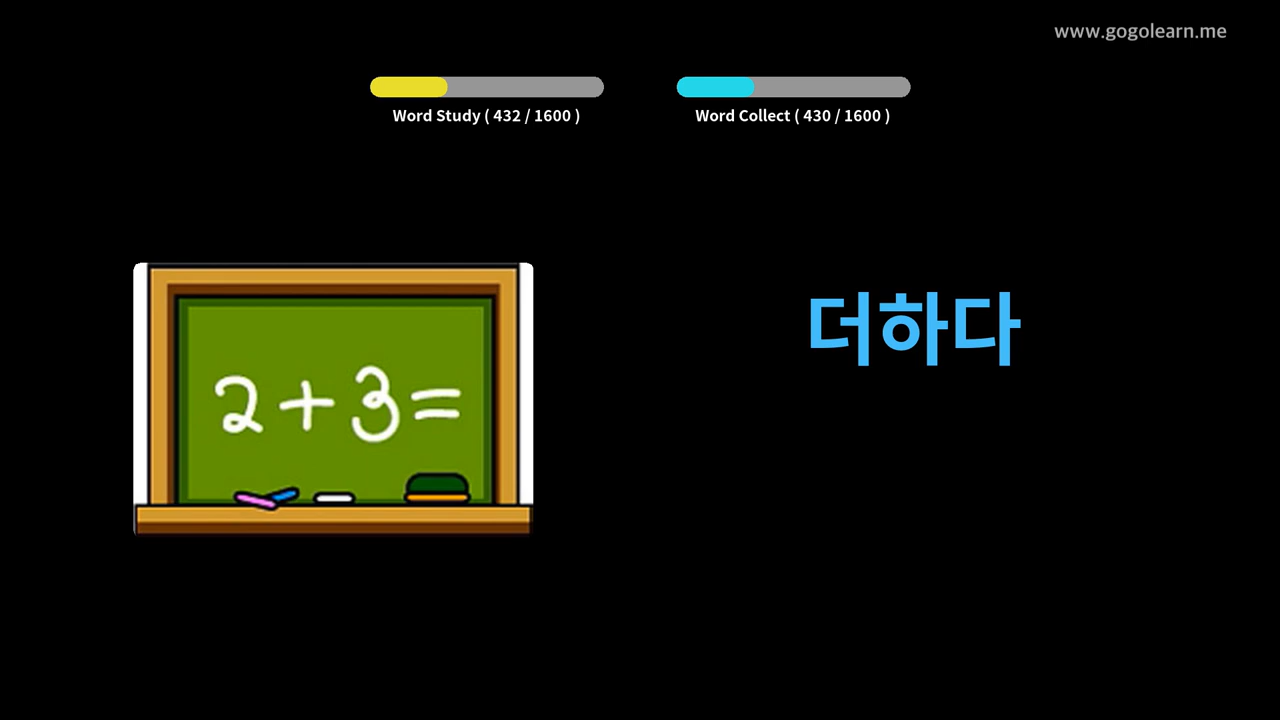 www.gogolearn.me
Word Study ( 432 / 1600 )
Word Collect ( 430 / 1600 )
2+3=
더하다